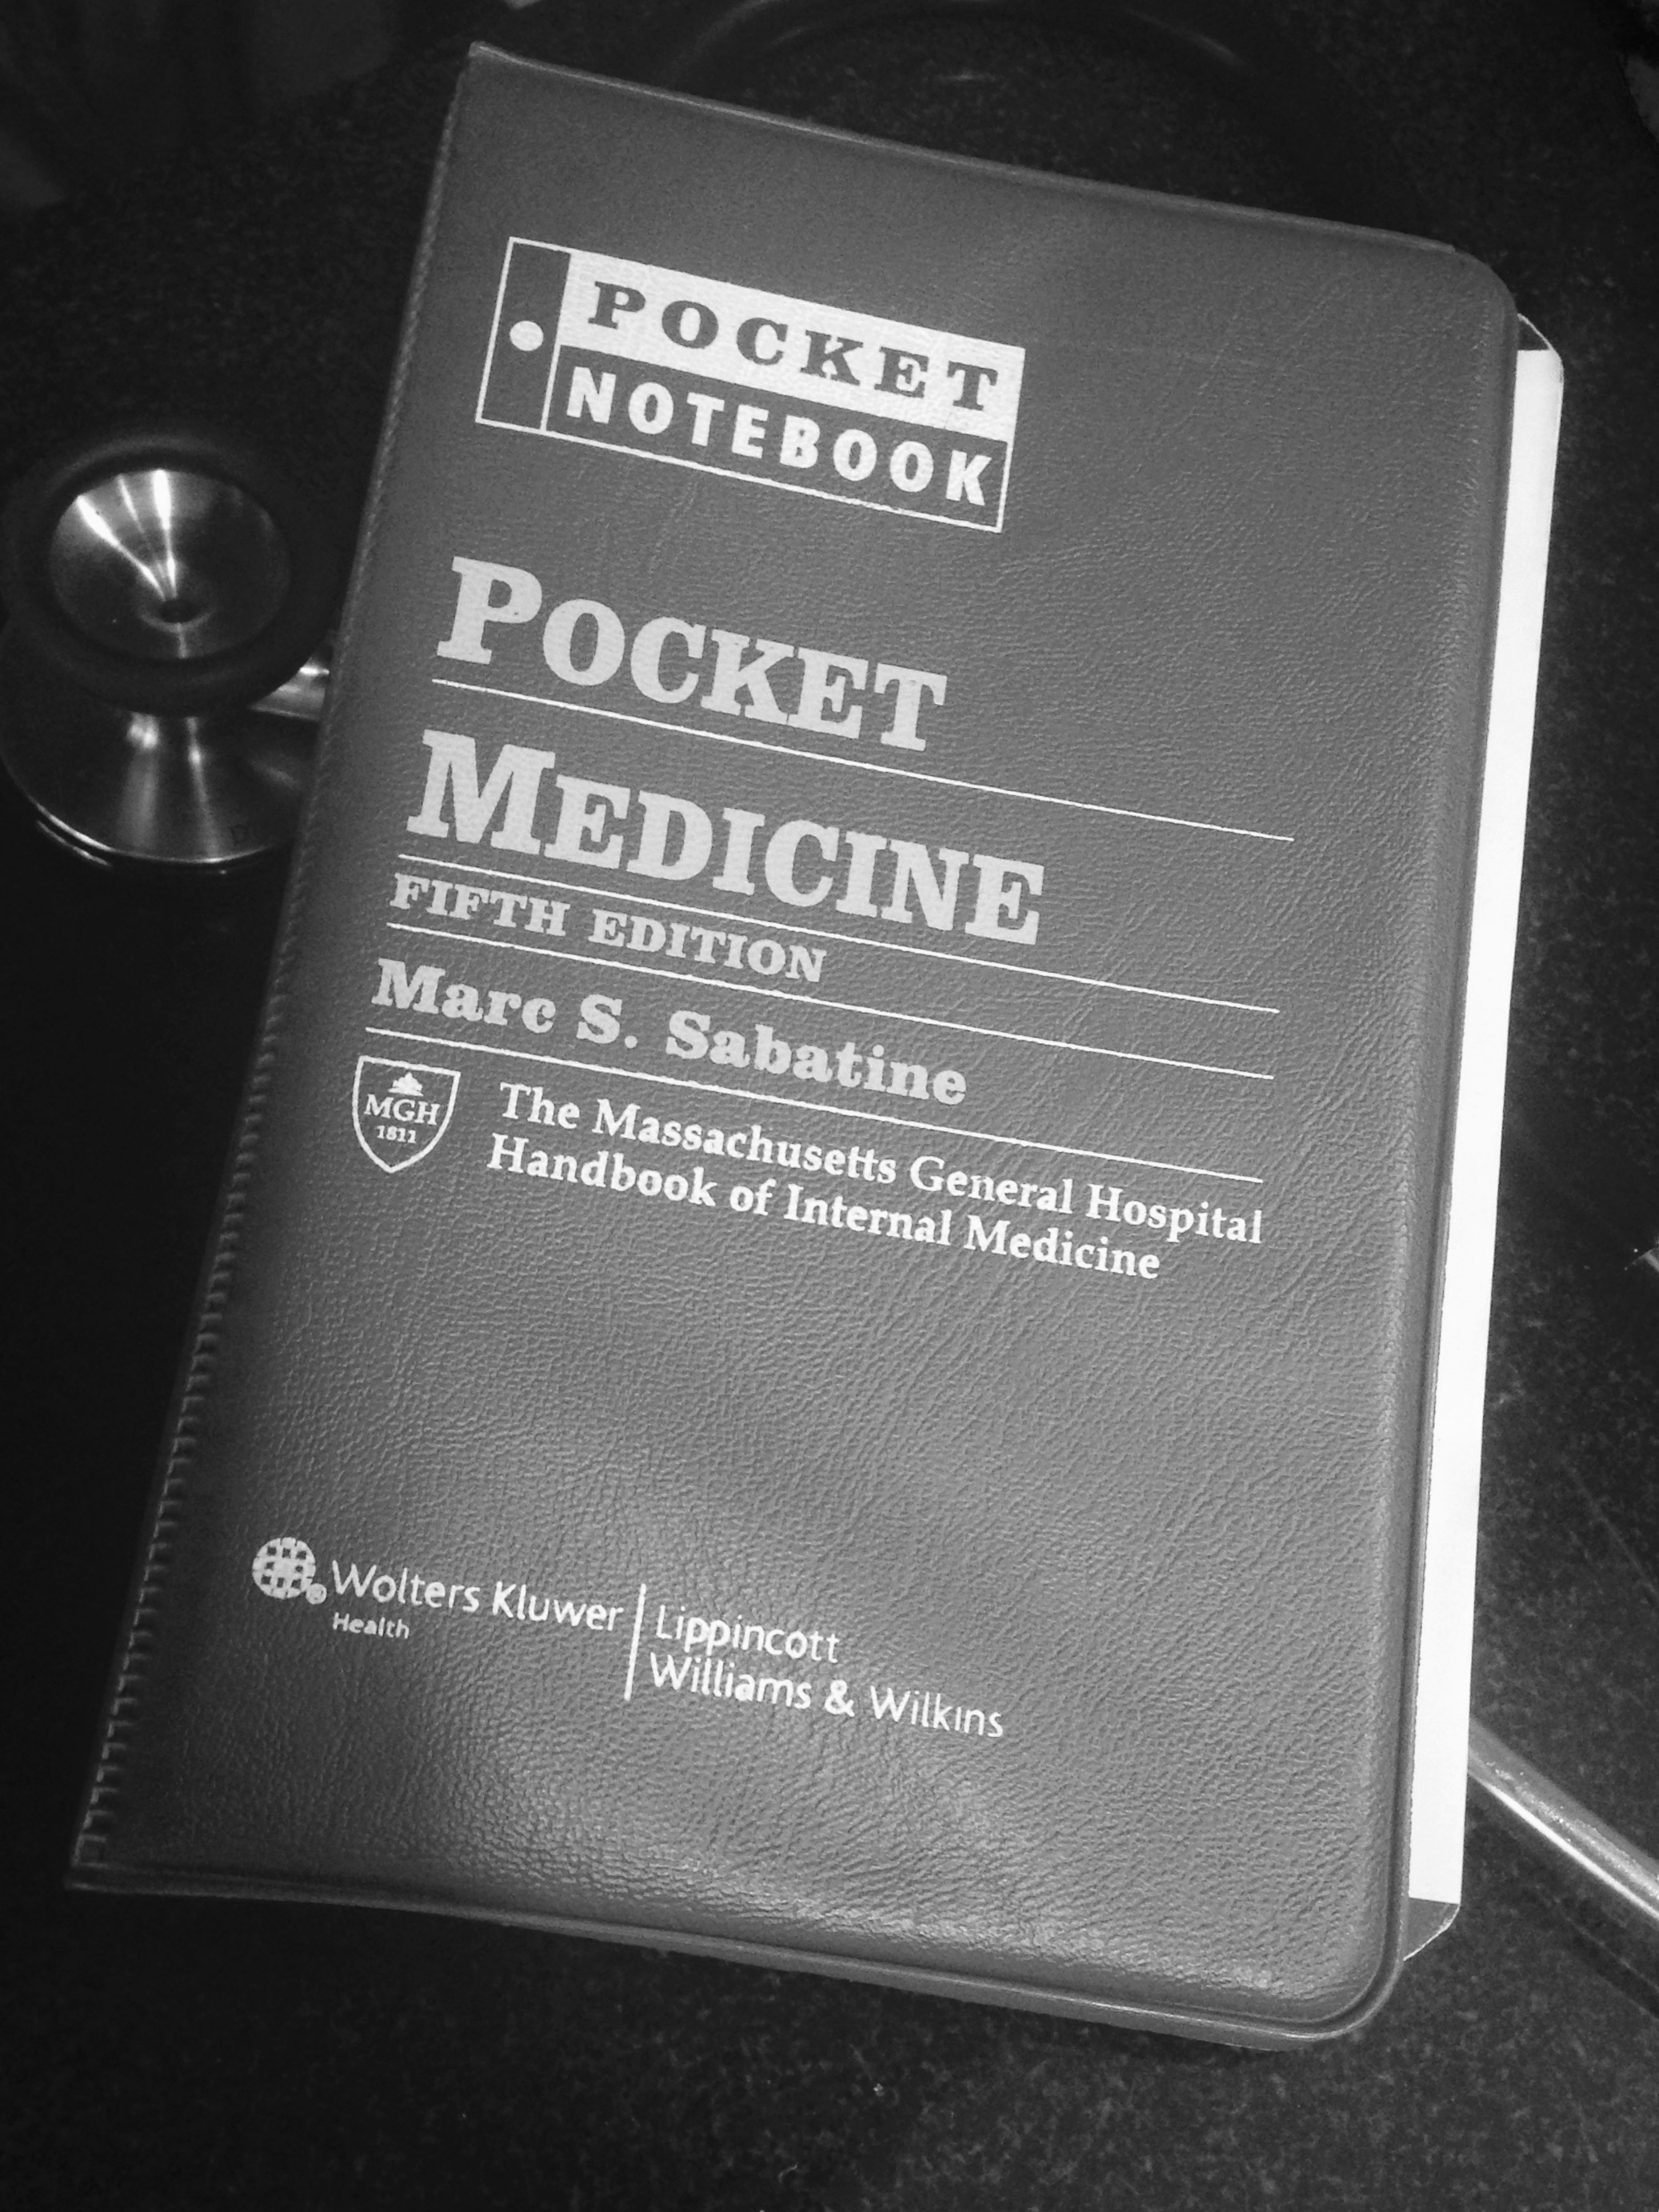 POCKET
NOTEBOOK
POCKET
MEDICINE
FIFTH EDITION
Marc S. Sabatine
MGH
1811
The Massachusetts General Hospital
Handbook of Internal Medicine
Wolters Kluwer
Health
Lippincott
Williams & Wilkins